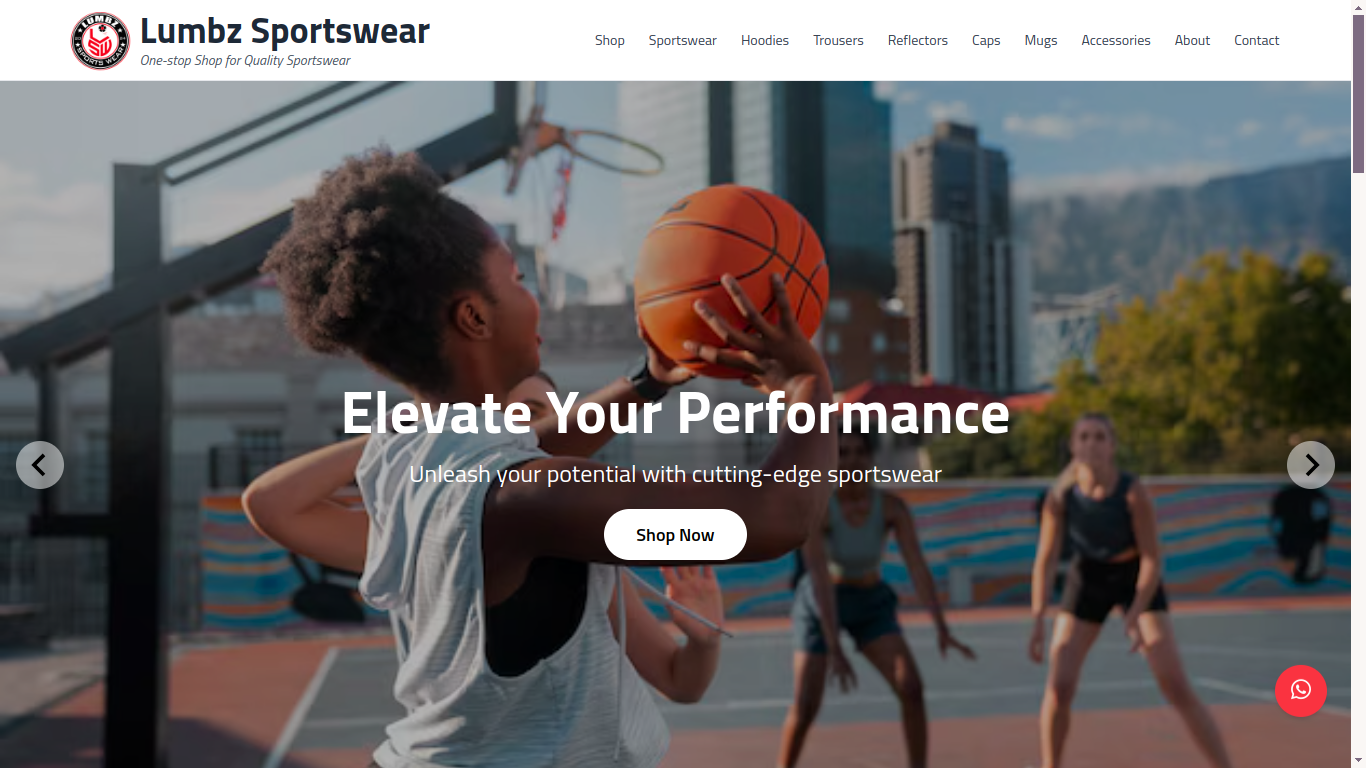 LUMBZ
SPORTS WEAR
Lumbz Sportswear
One-stop Shop for Quality Sportswear
Shop Sportswear Hoodies Trousers Reflectors Caps Mugs Accessories About Contact
Elevate Your Performance
Unleash your potential with cutting-edge sportswear
Shop Now